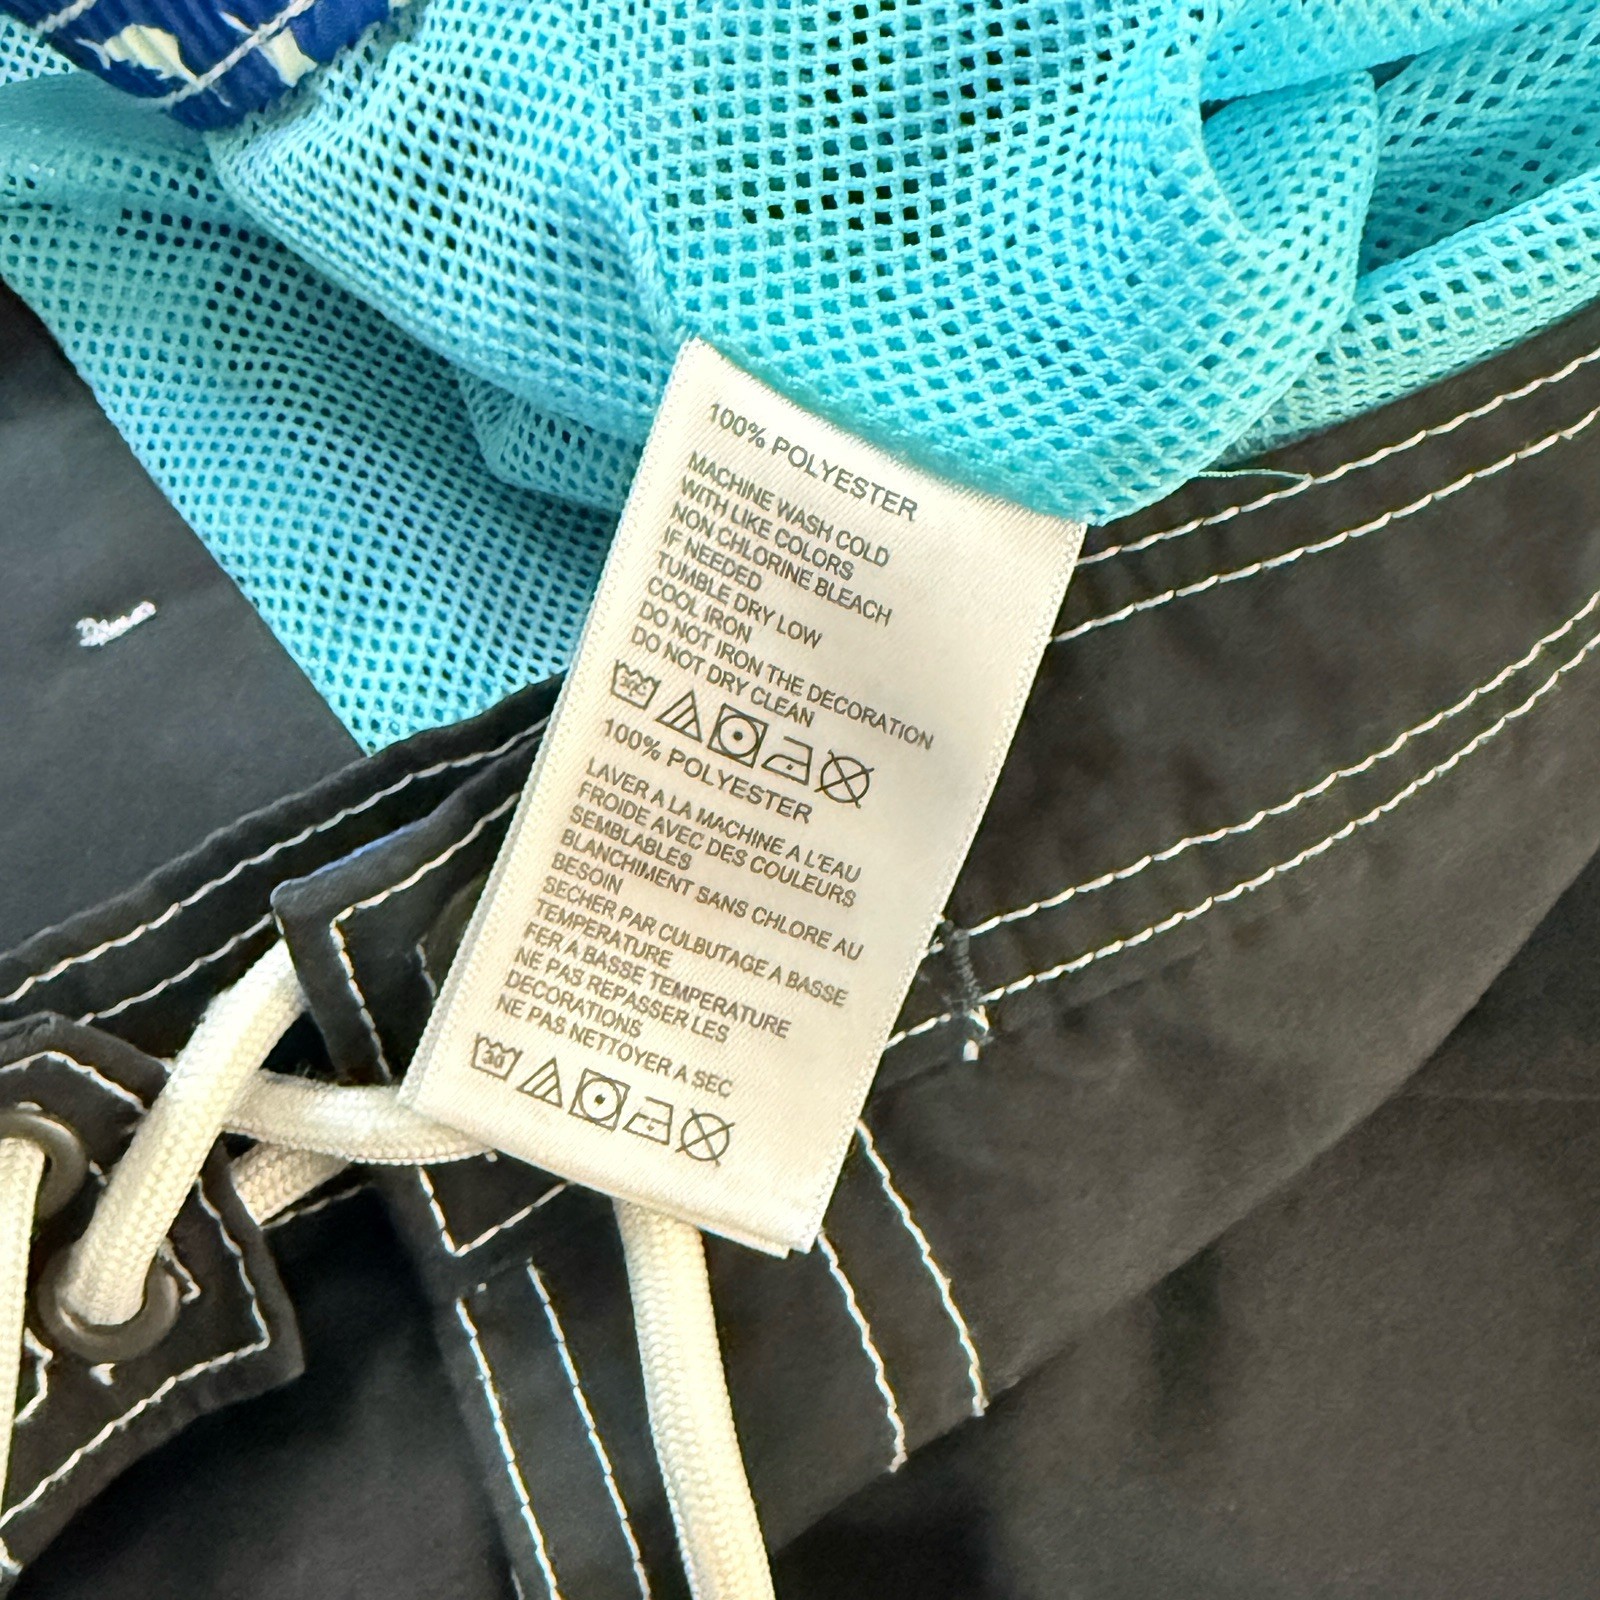 100% POLYESTER
MACHINE WASH COLD
WITH LIKE COLORS
NON CHLORINE BLEACH
IF NEEDED
TUMBLE DRY LOW
COOL IRON
DO NOT IRON THE DECORATION
DO NOT DRY CLEAN
30C
100% POLYESTER
LAVER A LA MACHINE A L'EAU
FROIDE AVEC DES COULEURS
SEMBLABLES
BLANCHIMENT SANS CHLORE AU
BESOIN
SECHER PAR CULBUTAGE A BASSE
TEMPERATURE
FER A BASSE TEMPERATURE
NE PAS REPASSER LES
DECORATIONS
NE PAS NETTOYER A SEC
30